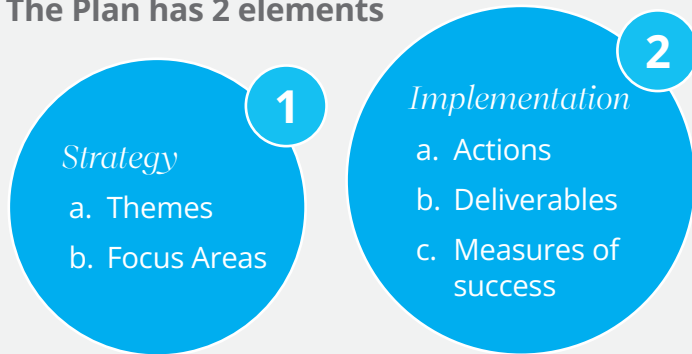 The Plan has 2 elements
1
Strategy
a. Themes
b. Focus Areas
2
Implementation
a. Actions
b. Deliverables
c. Measures of
success